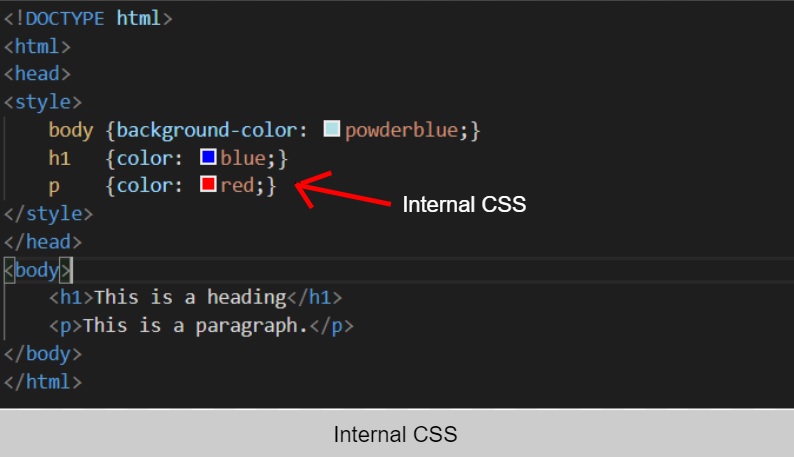 <!DOCTYPE html>
<html>
<head>
<style>
    body {background-color: powderblue;}
    h1   {color: blue;}
    p    {color: red;}
Internal CSS
</style>
</head>
<body>
    <h1>This is a heading</h1>
    <p>This is a paragraph.</p>
</body>
</html>
Internal CSS